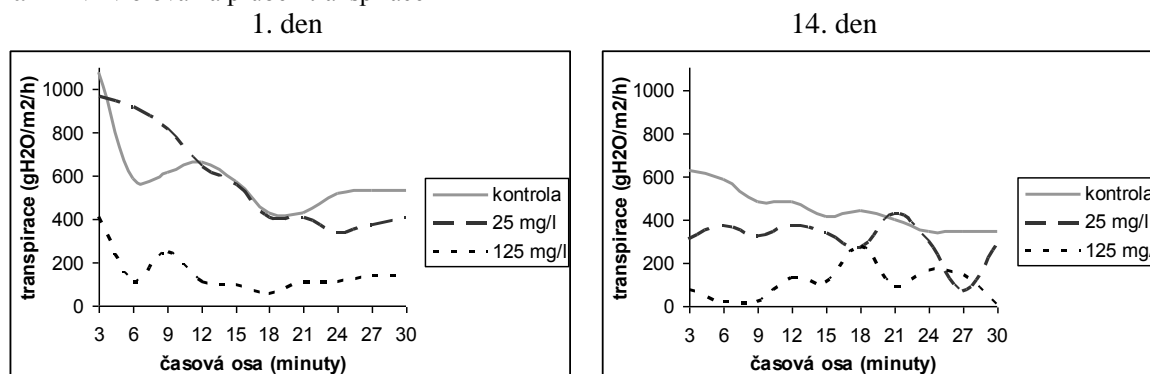 1. den
14. den
transpirace (gH2O/m2/h)
1000
800
600
400
200
0
3 6 9 12 15 18 21 24 27 30
časová osa (minuty)
kontrola
25 mg/l
125 mg/l
transpirace (gH2O/m2/h)
1000
800
600
400
200
0
3 6 9 12 15 18 21 24 27 30
časová osa (minuty)
kontrola
25 mg/l
125 mg/